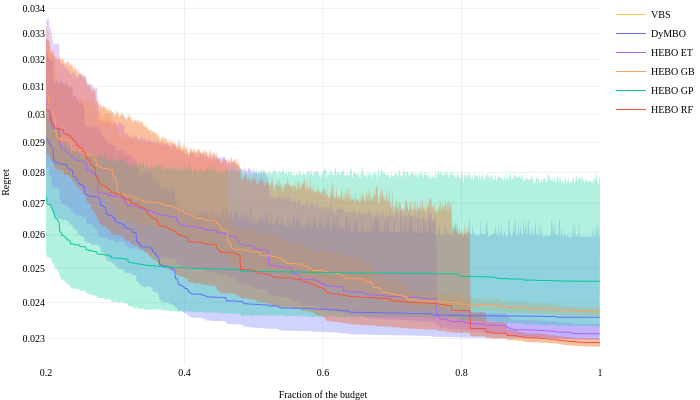 0.034
0.033
0.032
0.031
0.03
0.029
0.028
0.027
0.026
0.025
0.024
0.023
Regret
0.2
0.4
0.6
0.8
1
Fraction of the budget
VBS
DyMBO
HEBO ET
HEBO GB
HEBO GP
HEBO RF